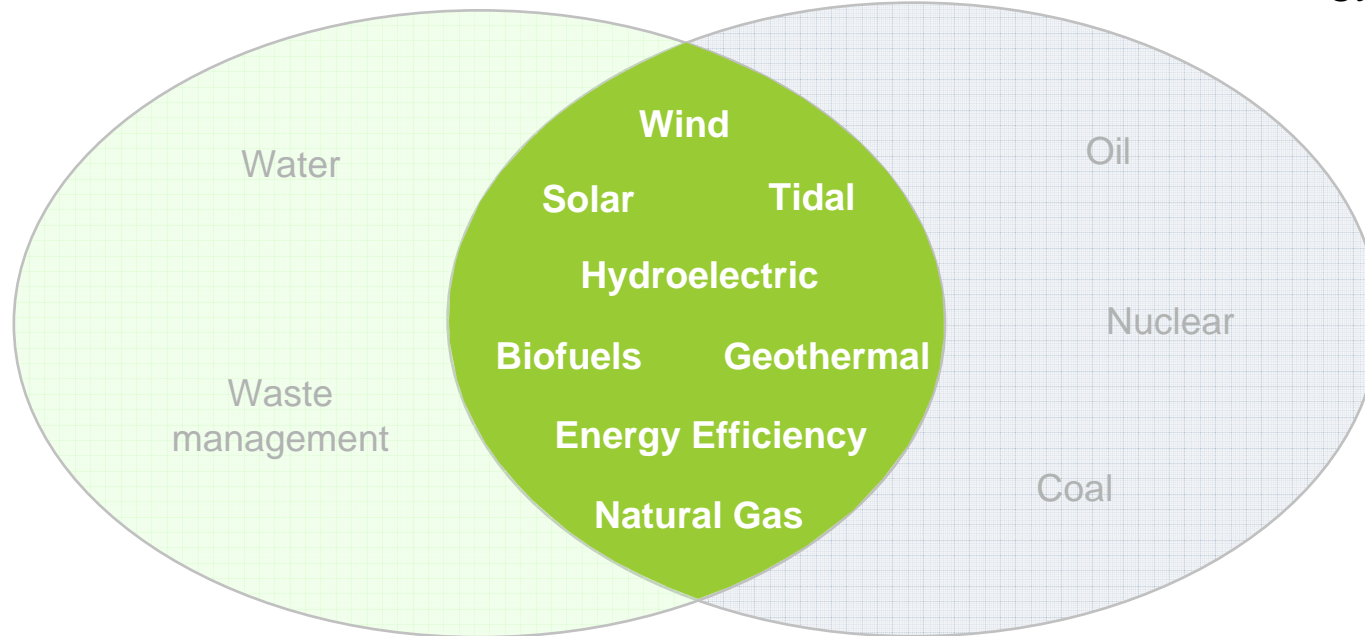 Wind
Water
Oil
Solar
Tidal
Hydroelectric
Nuclear
Biofuels
Geothermal
Waste
management
Energy Efficiency
Coal
Natural Gas